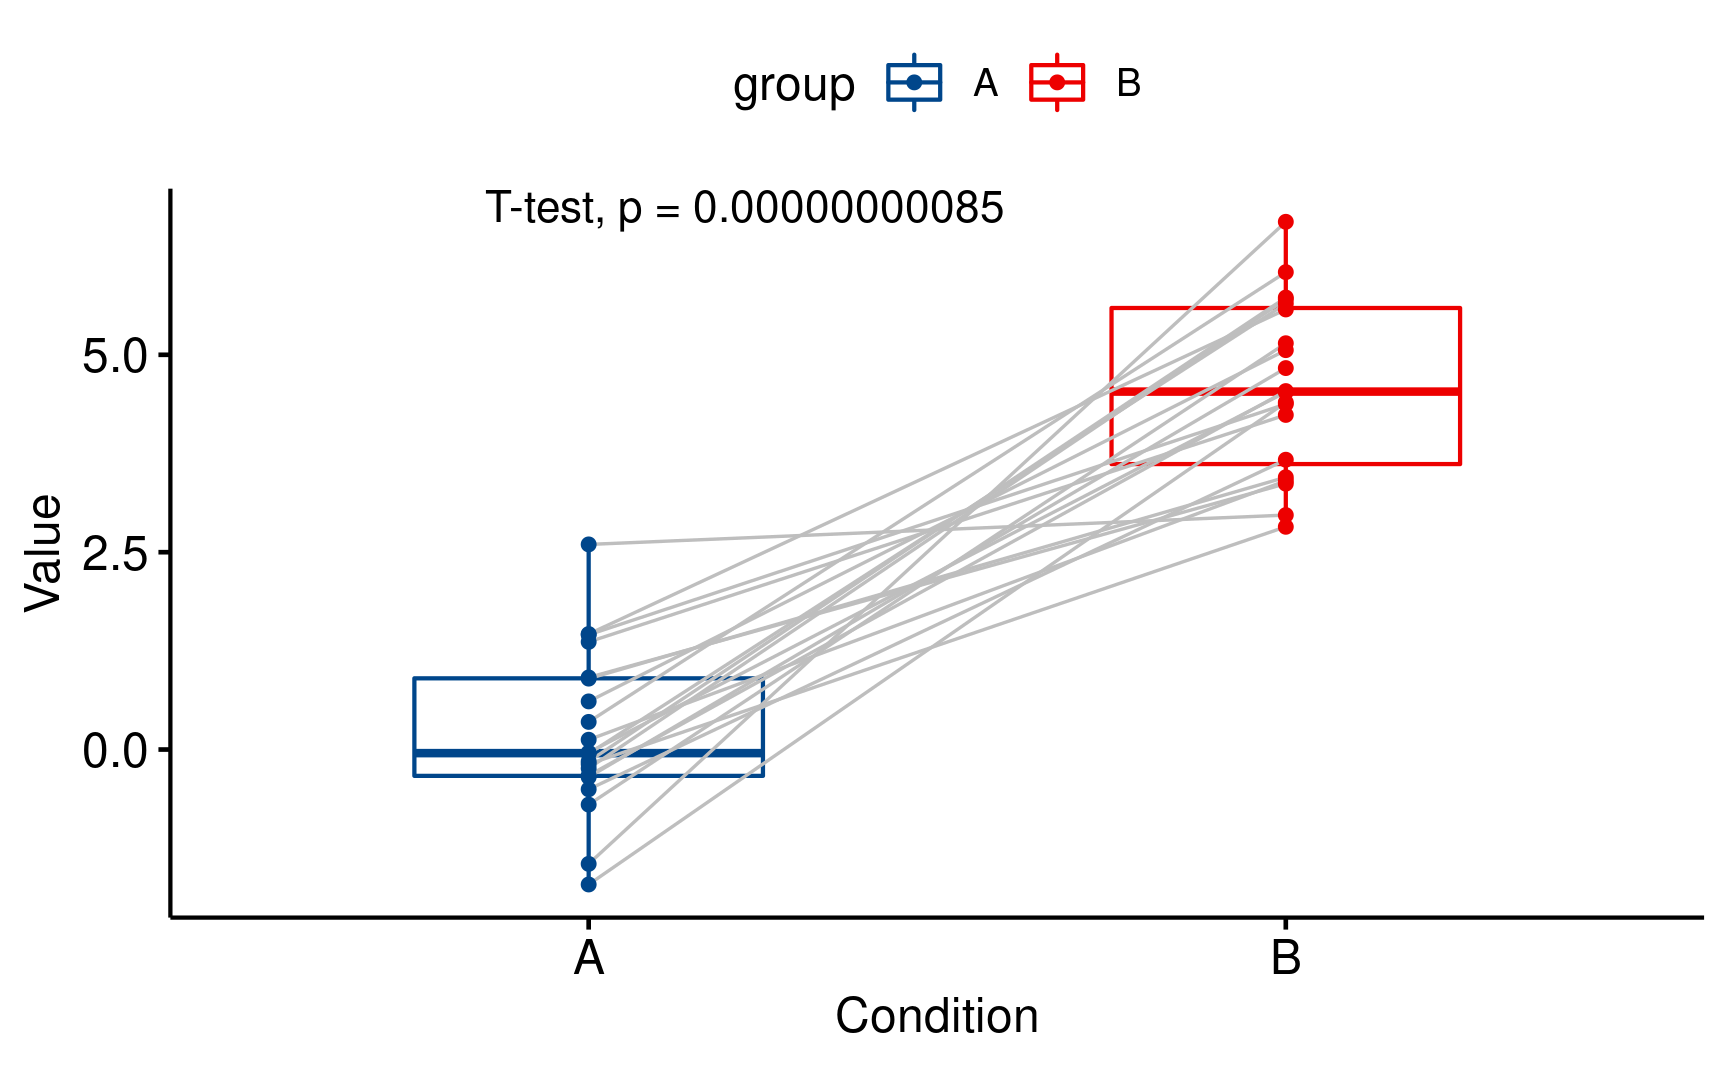 group A B
T-test, p = 0.00000000085
5.0
2.5
0.0
Value
A B
Condition